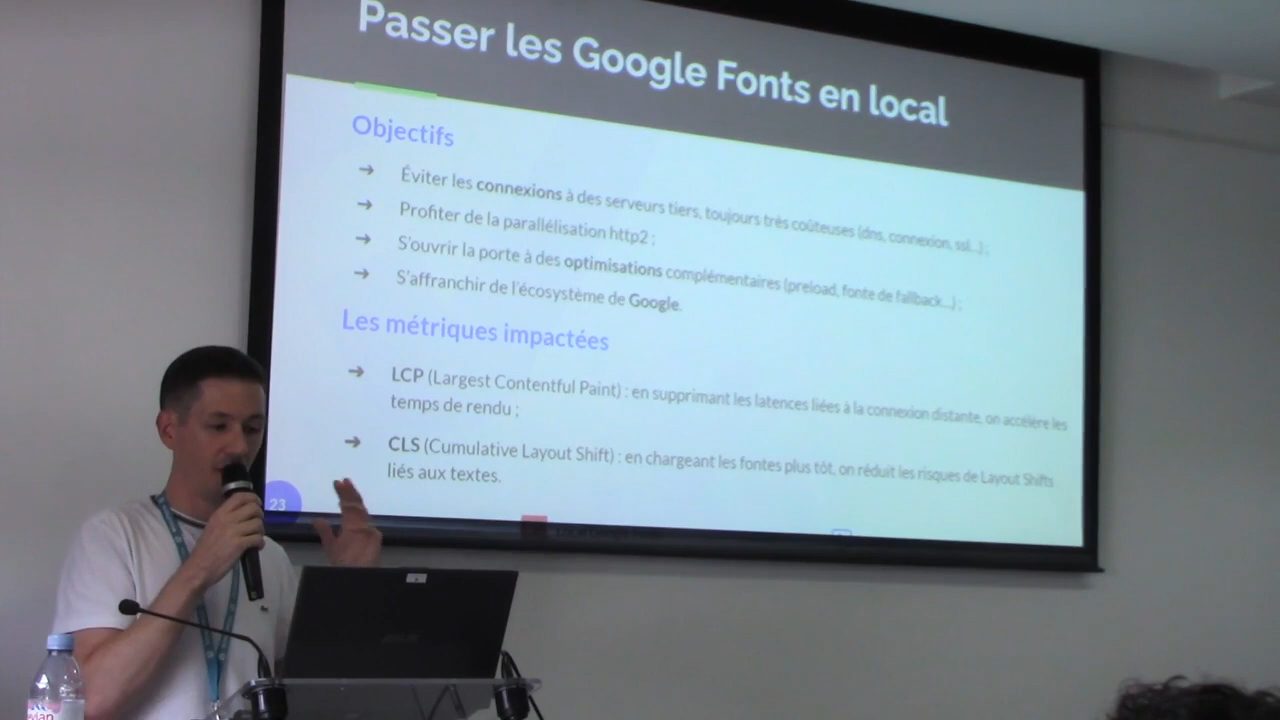 Passer les Google Fonts en local
Objectifs
➔ Éviter les connexions à des serveurs tiers, toujours très coûteuses (dns, connexion, ssl...) ;
➔ Profiter de la parallélisation http2 ;
➔ S'ouvrir la porte à des optimisations complémentaires (preload, fonte de fallback...) ;
➔ S'affranchir de l'écosystème de Google.
Les métriques impactées
➔ LCP (Largest Contentful Paint) : en supprimant les latences liées à la connexion distante, on accélère les
temps de rendu ;
➔ CLS (Cumulative Layout Shift) : en chargeant les fontes plus tôt, on réduit les risques de Layout Shifts
liés aux textes.
23
evian